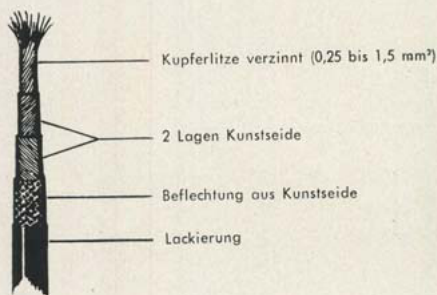 Kupferlitze verzinnt (0,25 bis 1,5 mm²)
2 Lagen Kunstseide
Beflechtung aus Kunstseide
Lackierung